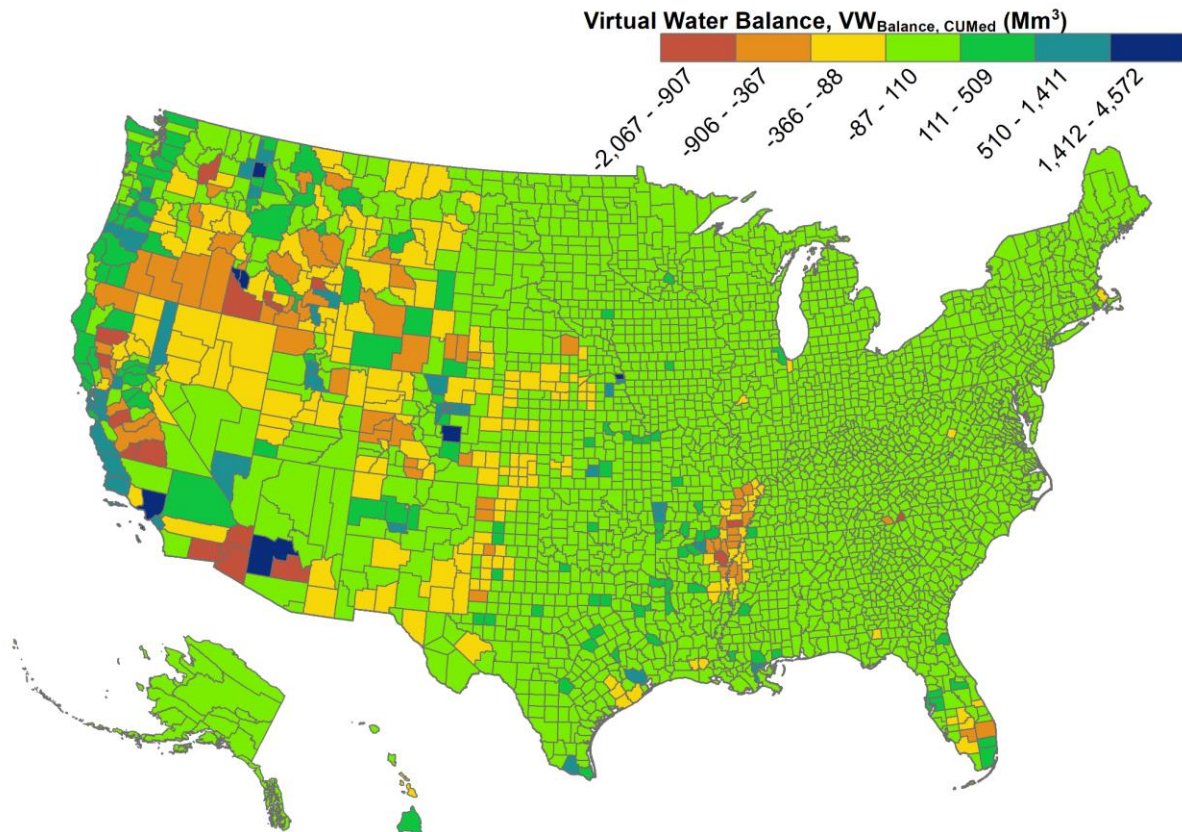 Virtual Water Balance, VWBalance, CUMed (Mm3)
-2,067 - -907
-906 - -367
-366 - -88
-87 - 110
111 - 509
510 - 1,411
1,412 - 4,572